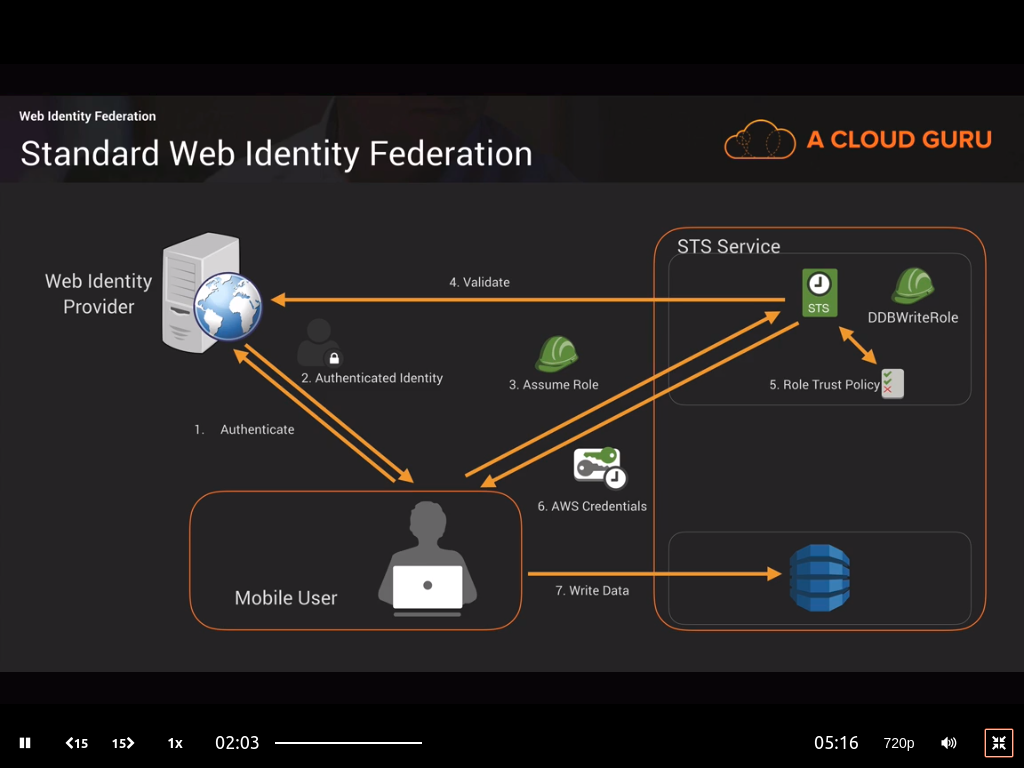 Web Identity Federation
Standard Web Identity Federation
A CLOUD GURU
STS Service
Web Identity
Provider
4. Validate
STS
DDBWriteRole
2. Authenticated Identity
3. Assume Role
5. Role Trust Policy
1. Authenticate
6. AWS Credentials
Mobile User
7. Write Data
15
15
1x
02:03
05:16
720p